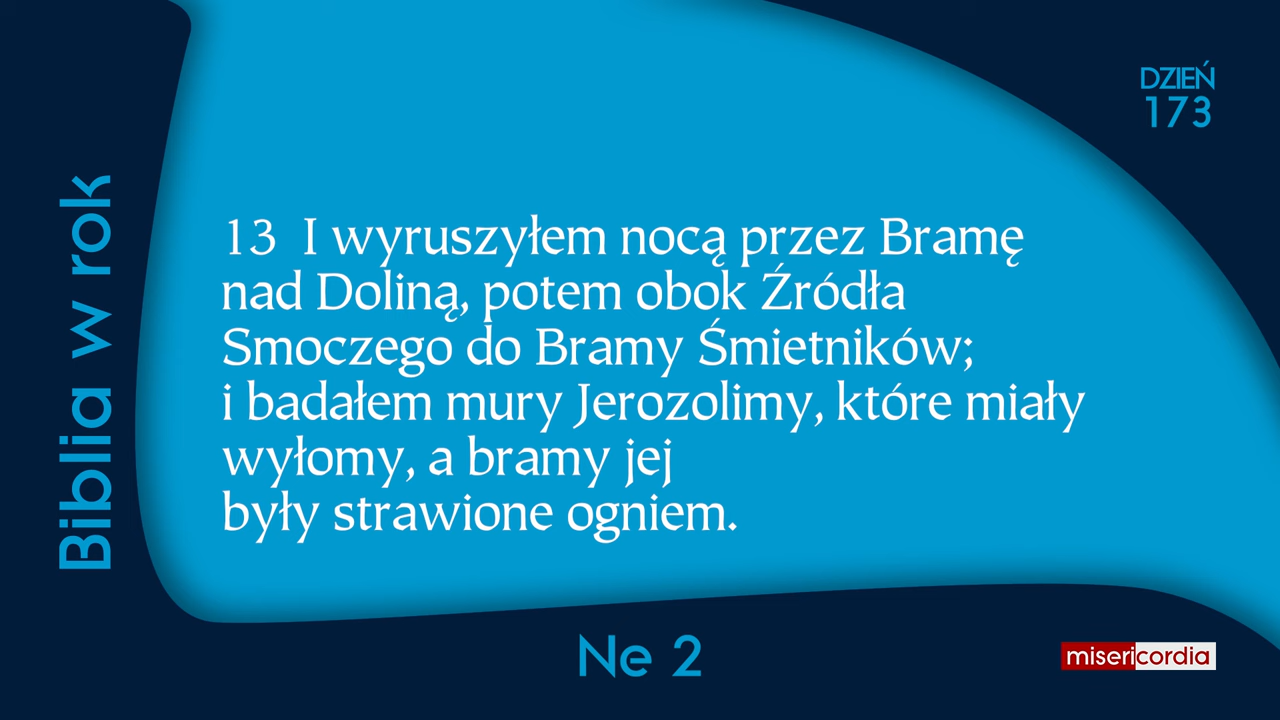 DZIEŃ
173
Biblia w rok
13 I wyruszyłem nocą przez Bramę
nad Doliną, potem obok Źródła
Smoczego do Bramy Śmietników;
i badałem mury Jerozolimy, które miały
wyłomy, a bramy jej
były strawione ogniem.
Ne 2
misericordia